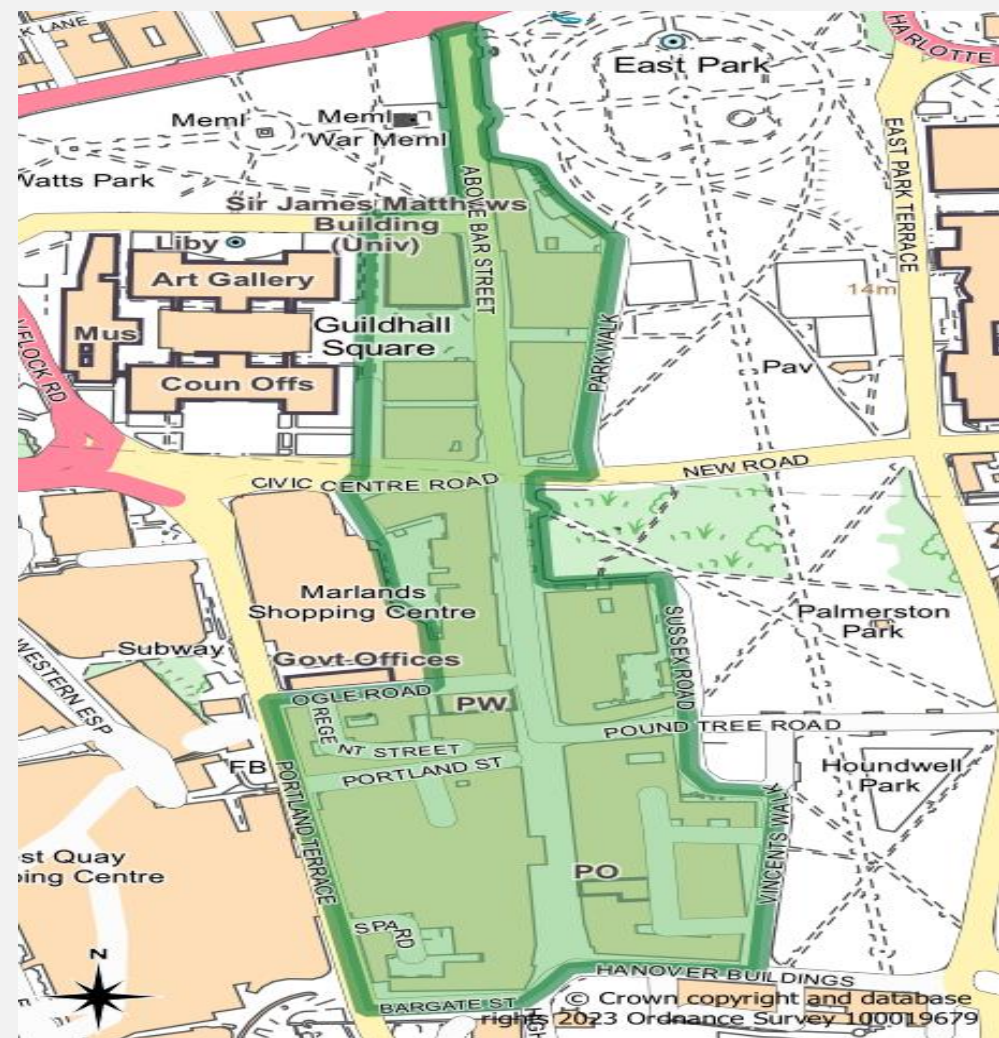 K LANE
HARLOTTE
East Park
Meml
Meml
War Meml
EAST PARK TERRACE
Watts Park
ABOVE BAR STREET
Sir James Matthews
Building
(Univ)
Liby
Art Gallery
14m
Mus
Guildhall
Square
VELOCK RD
PARK WALK
Pav
Coun Offs
CIVIC CENTRE ROAD
NEW ROAD
Marlands
Shopping Centre
Palmerston
Park
SUSSEX ROAD
Subway
WESTERN ESP
Govt Offices
OGLE ROAD
PW
REGE
NT STREET
POUND TREE ROAD
PORTLAND ST
FB
Houndwell
Park
PORTLAND TERRACE
VINCENTS WALK
st Quay
ping Centre
PO
SPA RD
N
HANOVER BUILDINGS
BARGATE ST
© Crown copyright and database
rights 2023 Ordnance Survey 100019679